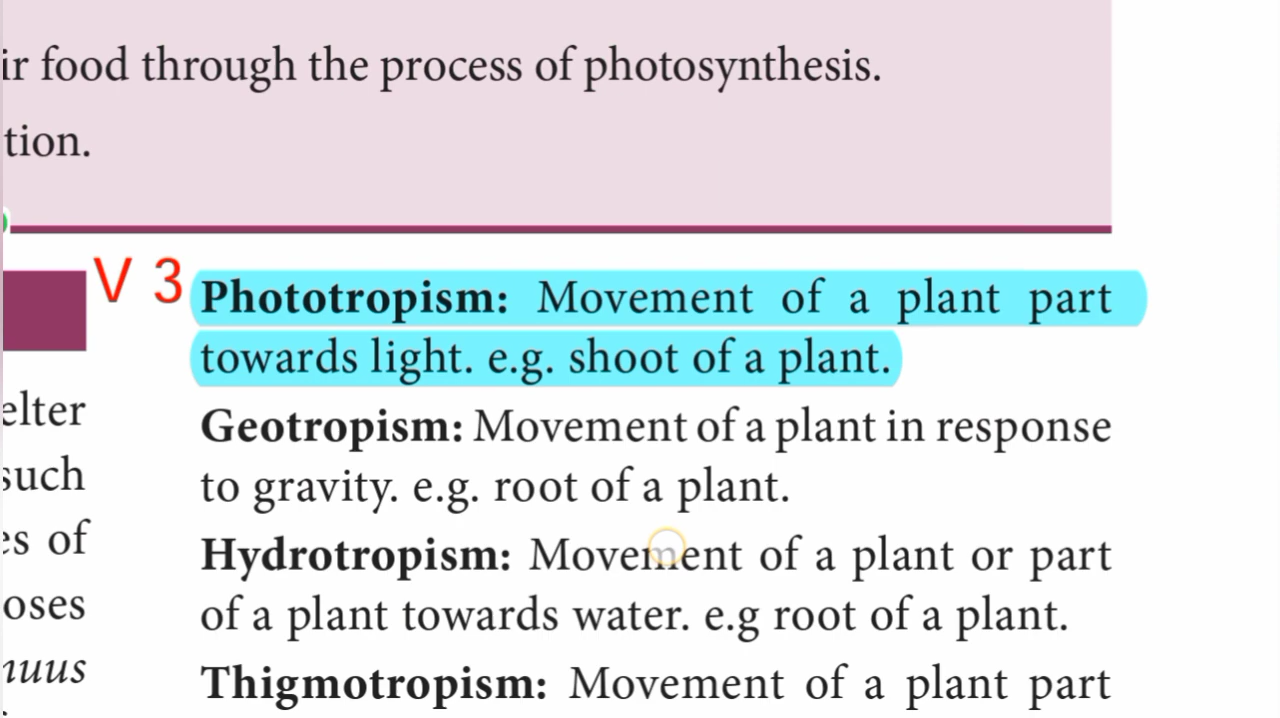 ir food through the process of photosynthesis.
tion.
V 3
Phototropism: Movement of a plant part
towards light. e.g. shoot of a plant.
Geotropism: Movement of a plant in response
to gravity. e.g. root of a plant.
Hydrotropism: Movement of a plant or part
of a plant towards water. e.g root of a plant.
Thigmotropism: Movement of a plant part
elter
such
es of
oses
nuus